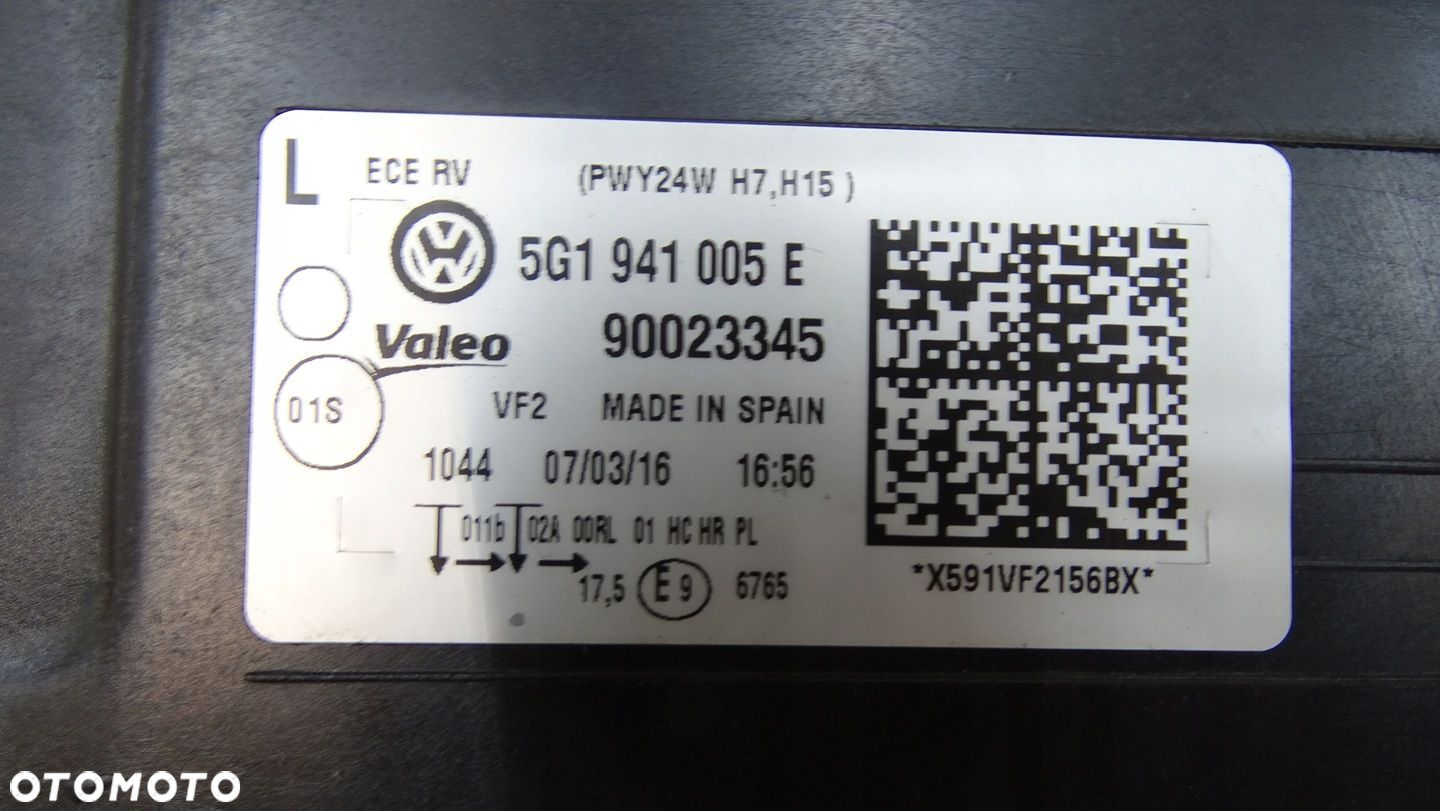 L
ECE RV (PWY24W H7,H15 )
5G1 941 005 E
Valeo 90023345
01S
VF2 MADE IN SPAIN
1044 07/03/16 16:56
011b 02A 00RL 01 HC HR PL
17,5 E9 6765
*X591VF2156BX*
OTOMOTO